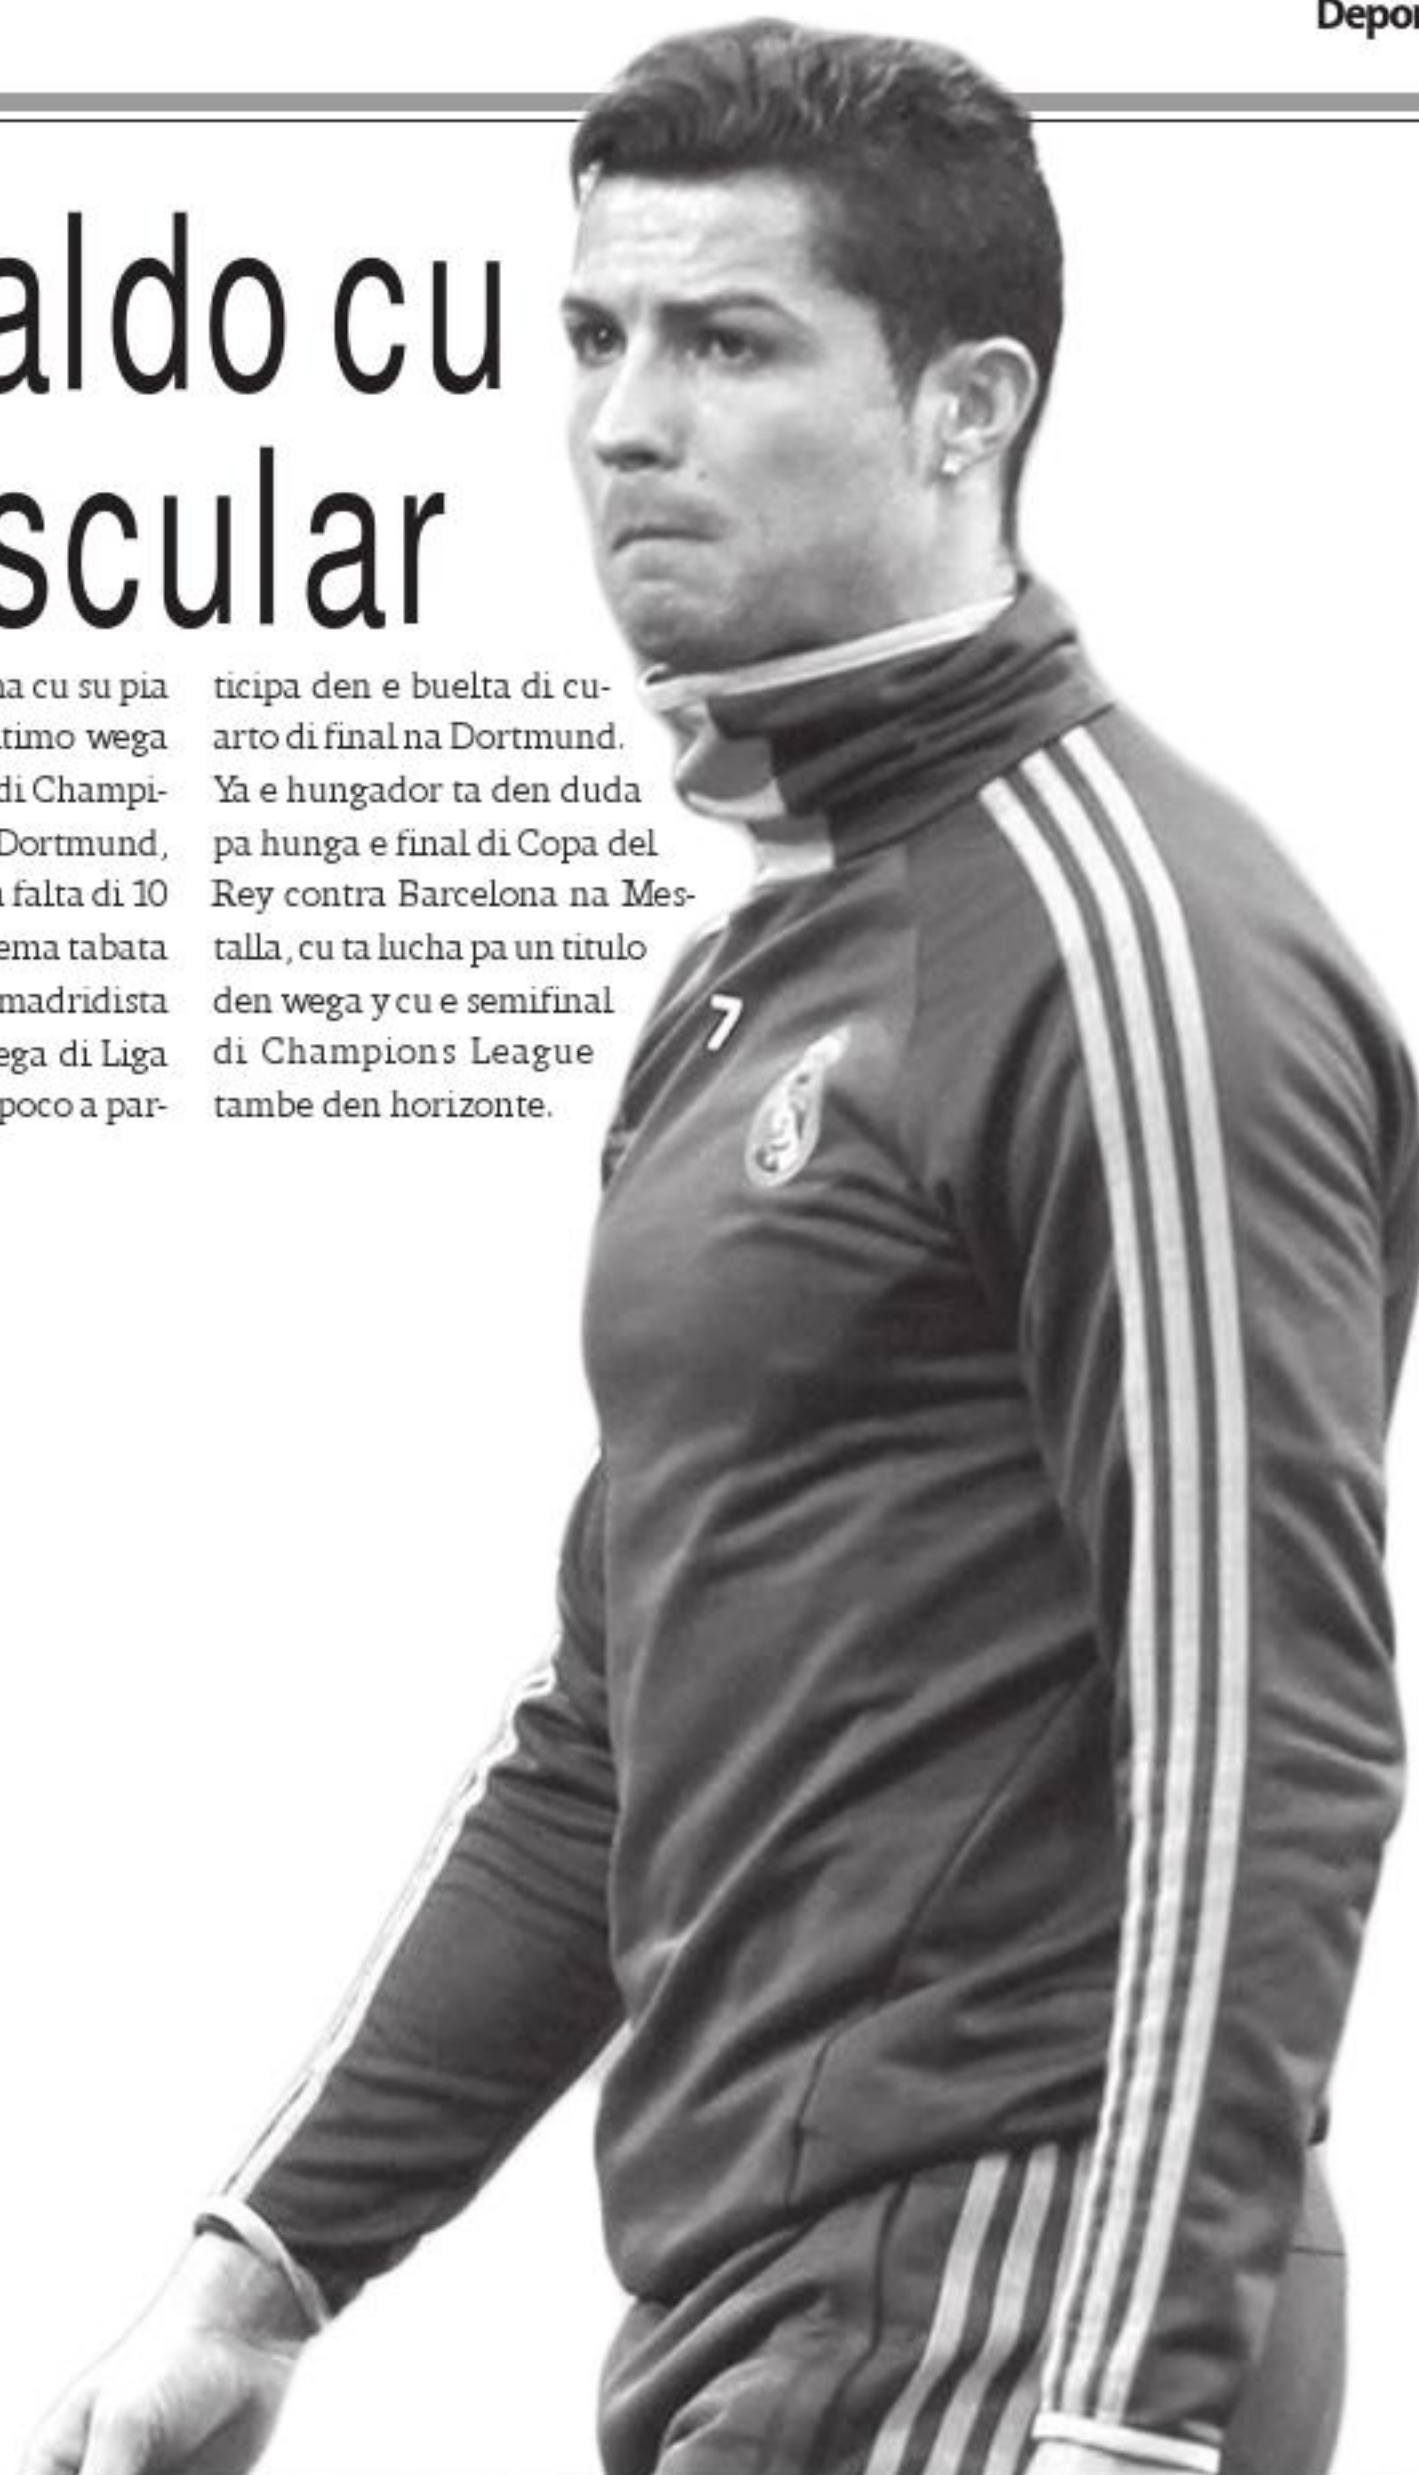 Depor
aldo cu
scular
na cu su pia
timo wega
di Champi-
Dortmund,
a falta di 10
ema tabata
madridista
ega di Liga
poco a par-
ticipa den e buelta di cu-
arto di final na Dortmund.
Ya e hungador ta den duda
pa hunga e final di Copa del
Rey contra Barcelona na Mes-
talla, cu ta lucha pa un titulo
den wega y cu e semifinal
di Champions League
tambe den horizonte.
7